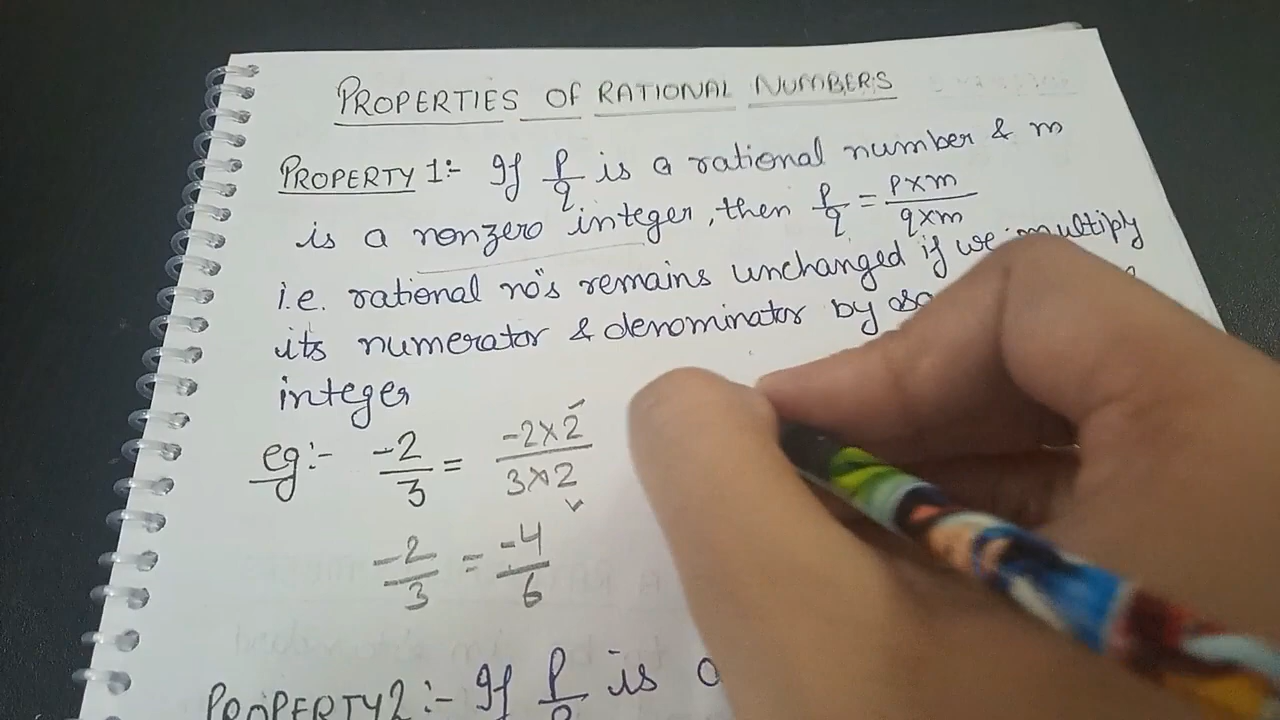 PROPERTIES OF RATIONAL NUMBERS
PROPERTY 1:- If p/q is a rational number & m
is a nonzero integer, then p/q = p×m/q×m
i.e. rational no's remains unchanged if we multiply
its numerator & denominator by
integer
eg:- -2/3 = -2×2/3×2
-2/3 = -4/6
PROPERTY 2:- If p/q is a